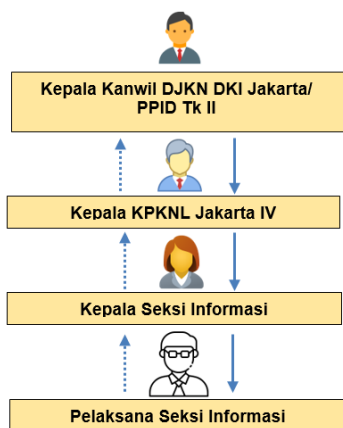 Kepala Kanwil DJKN DKI Jakarta/
PPID Tk II
Kepala KPKNL Jakarta IV
Kepala Seksi Informasi
Pelaksana Seksi Informasi